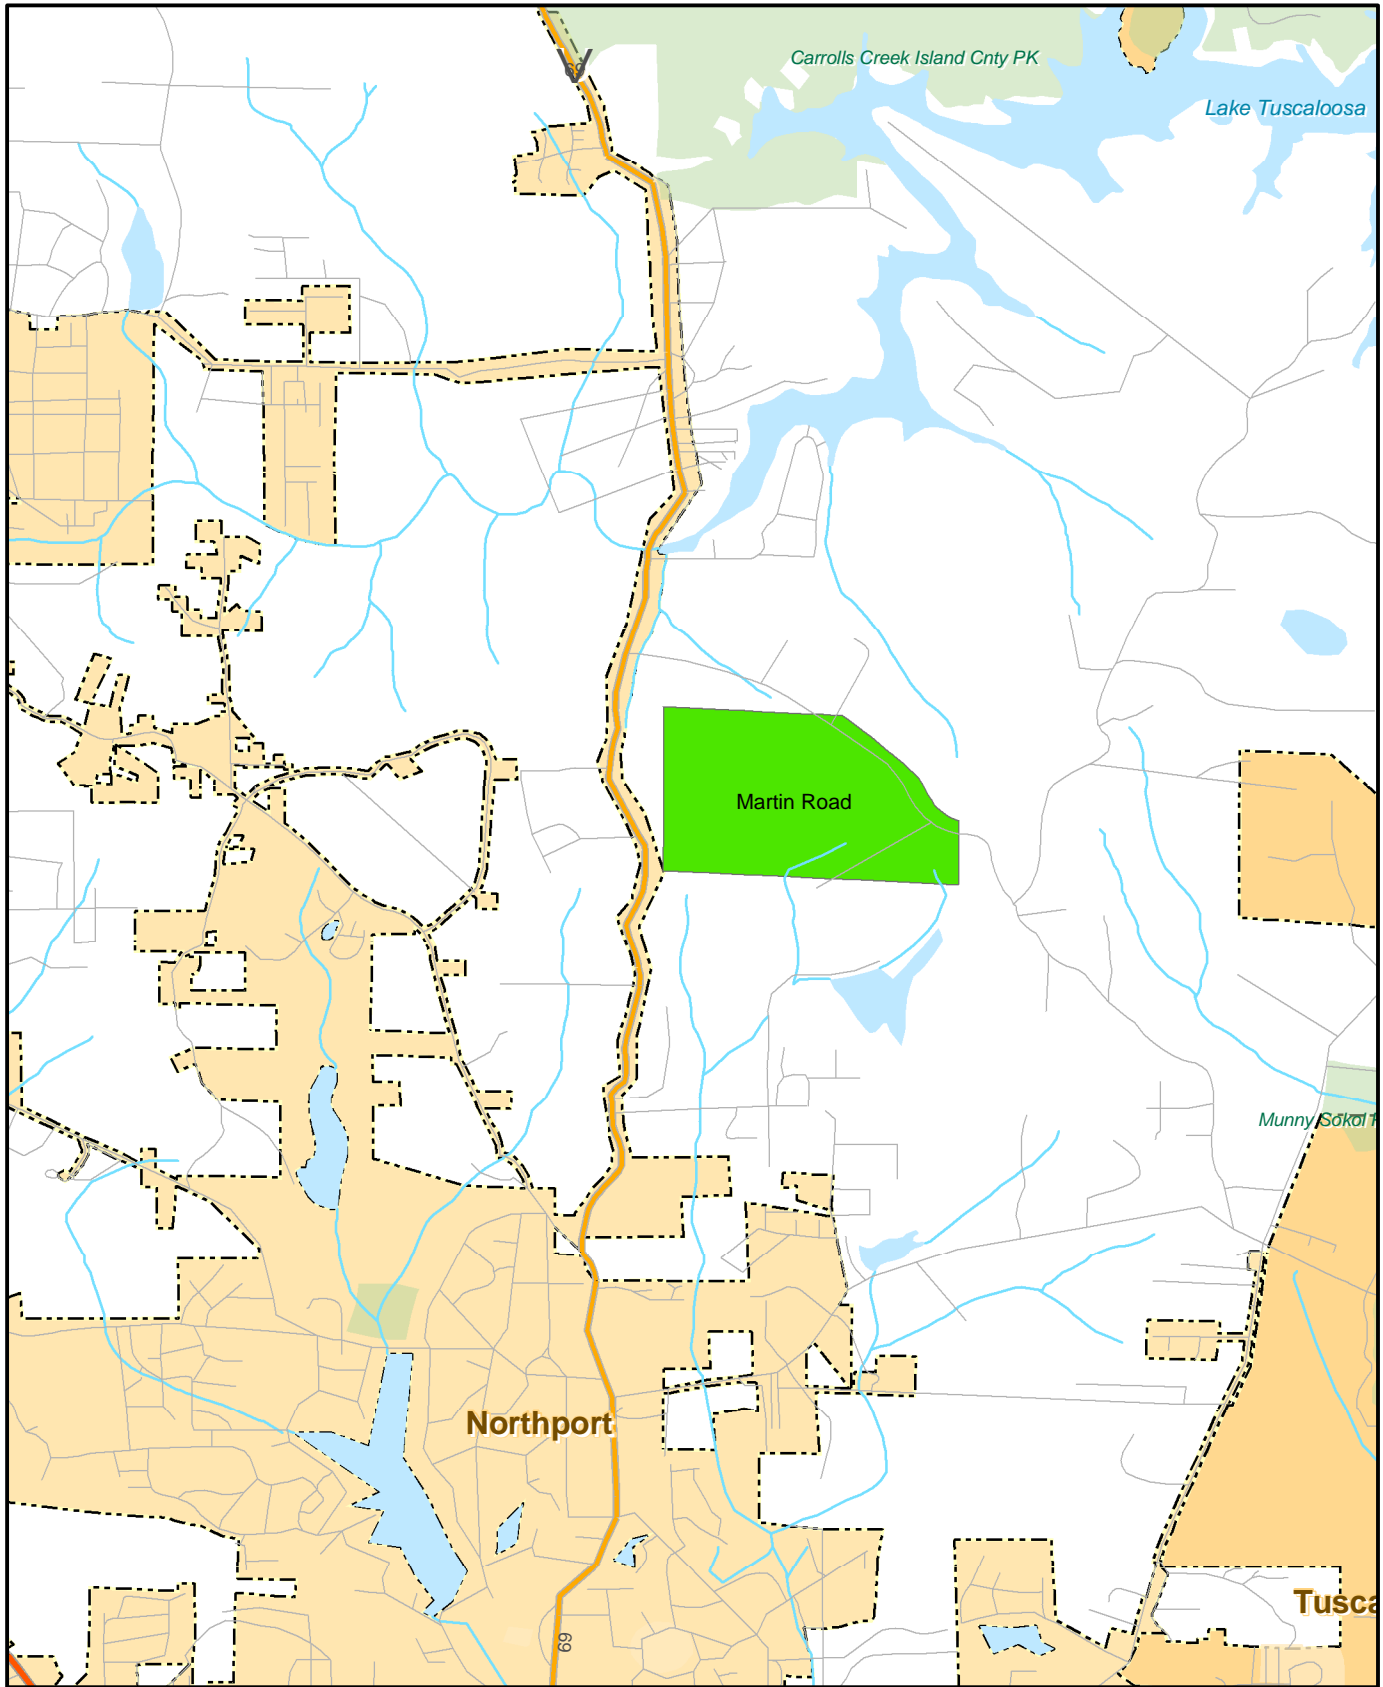 Carrolls Creek Island Cnty PK
69
Lake Tuscaloosa
Martin Road
Munny Sokol
Northport
Tusca
69